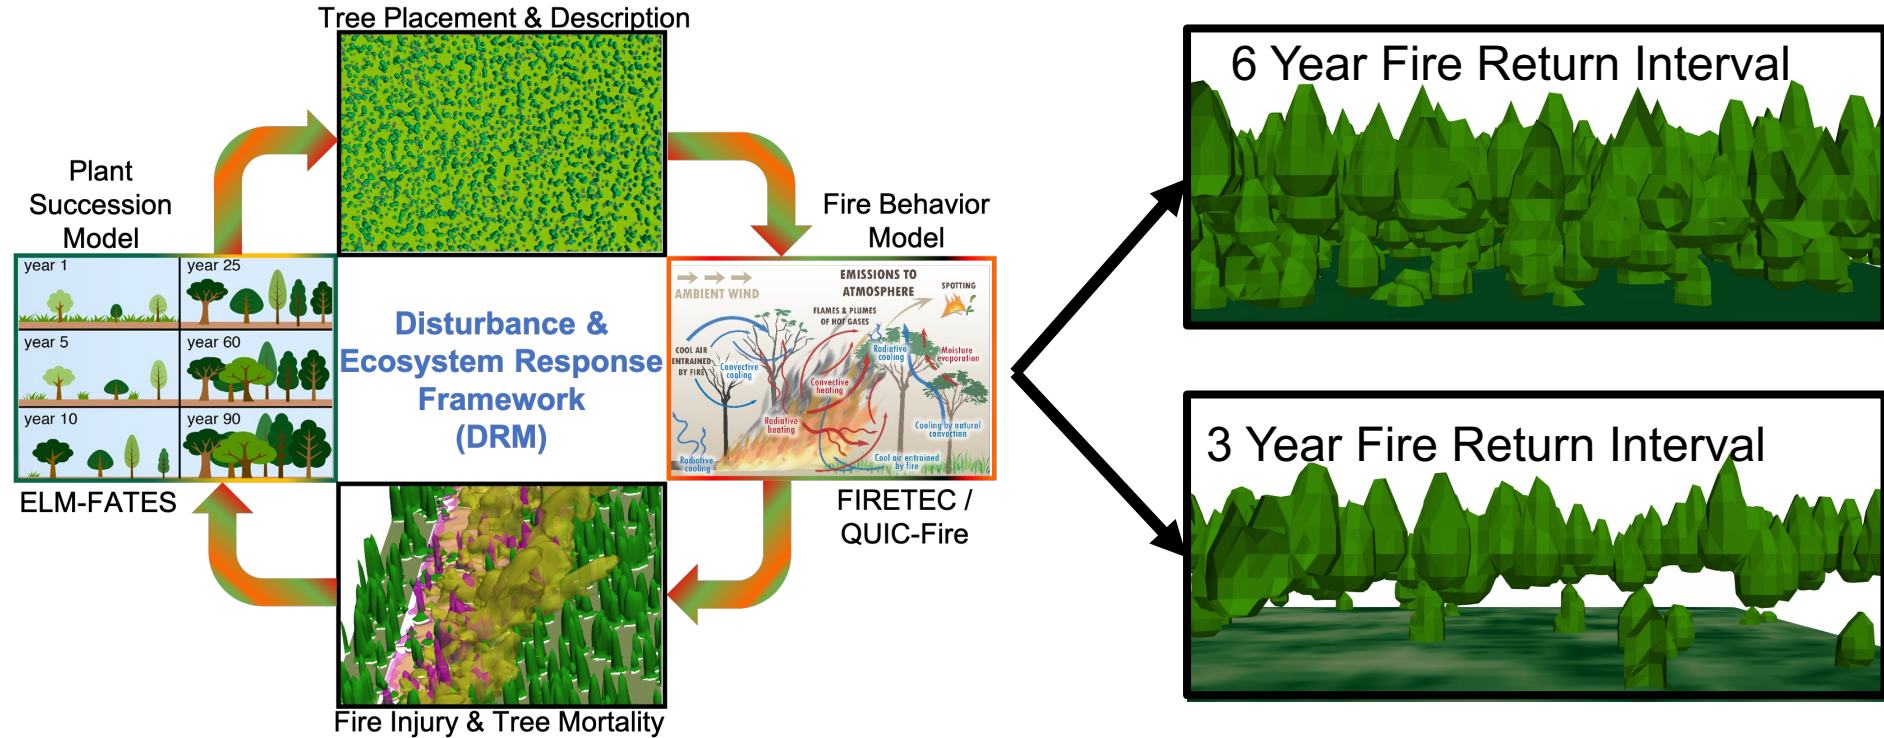 Tree Placement & Description
Plant
Succession
Model
year 1
year 25
year 5
year 60
year 10
year 90
ELM-FATES
Disturbance &
Ecosystem Response
Framework
(DRM)
Fire Behavior
Model
AMBIENT WIND
EMISSIONS TO
ATMOSPHERE
SPOTTING
FLAMES & PLUMES
OF HOT GASES
COOL AIR
ENTRAINED
BY FIRE
Convective
cooling
Radiative
cooling
Moisture
evaporation
Convective
heating
Radiative
heating
Cooling by natural
convection
Radiative
cooling
Cool air entrained
by fire
FIRETEC /
QUIC-Fire
Fire Injury & Tree Mortality
6 Year Fire Return Interval
3 Year Fire Return Interval